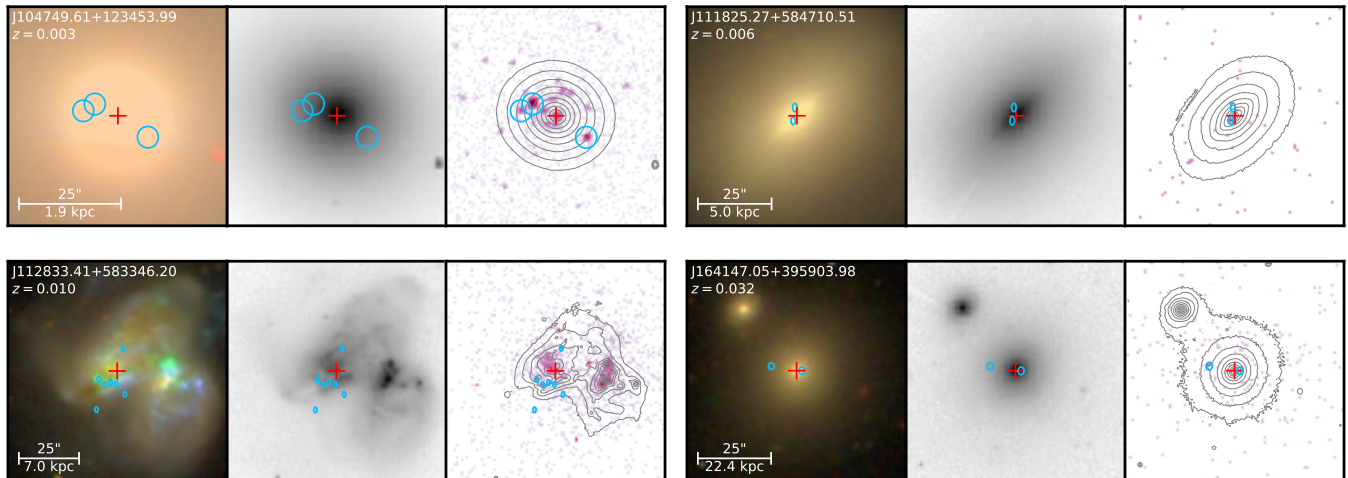 J104749.61+123453.99
z = 0.003
25"
1.9 kpc
J111825.27+584710.51
z = 0.006
25"
5.0 kpc
J112833.41+583346.20
z = 0.010
25"
7.0 kpc
J164147.05+395903.98
z = 0.032
25"
22.4 kpc